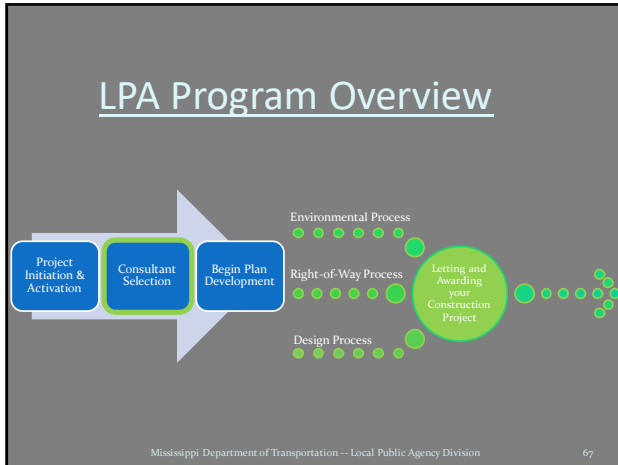 LPA Program Overview
Project
Initiation &
Activation
Consultant
Selection
Begin Plan
Development
Environmental Process
Right-of-Way Process
Design Process
Letting and
Awarding
your
Construction
Project
Mississippi Department of Transportation -- Local Public Agency Division
67